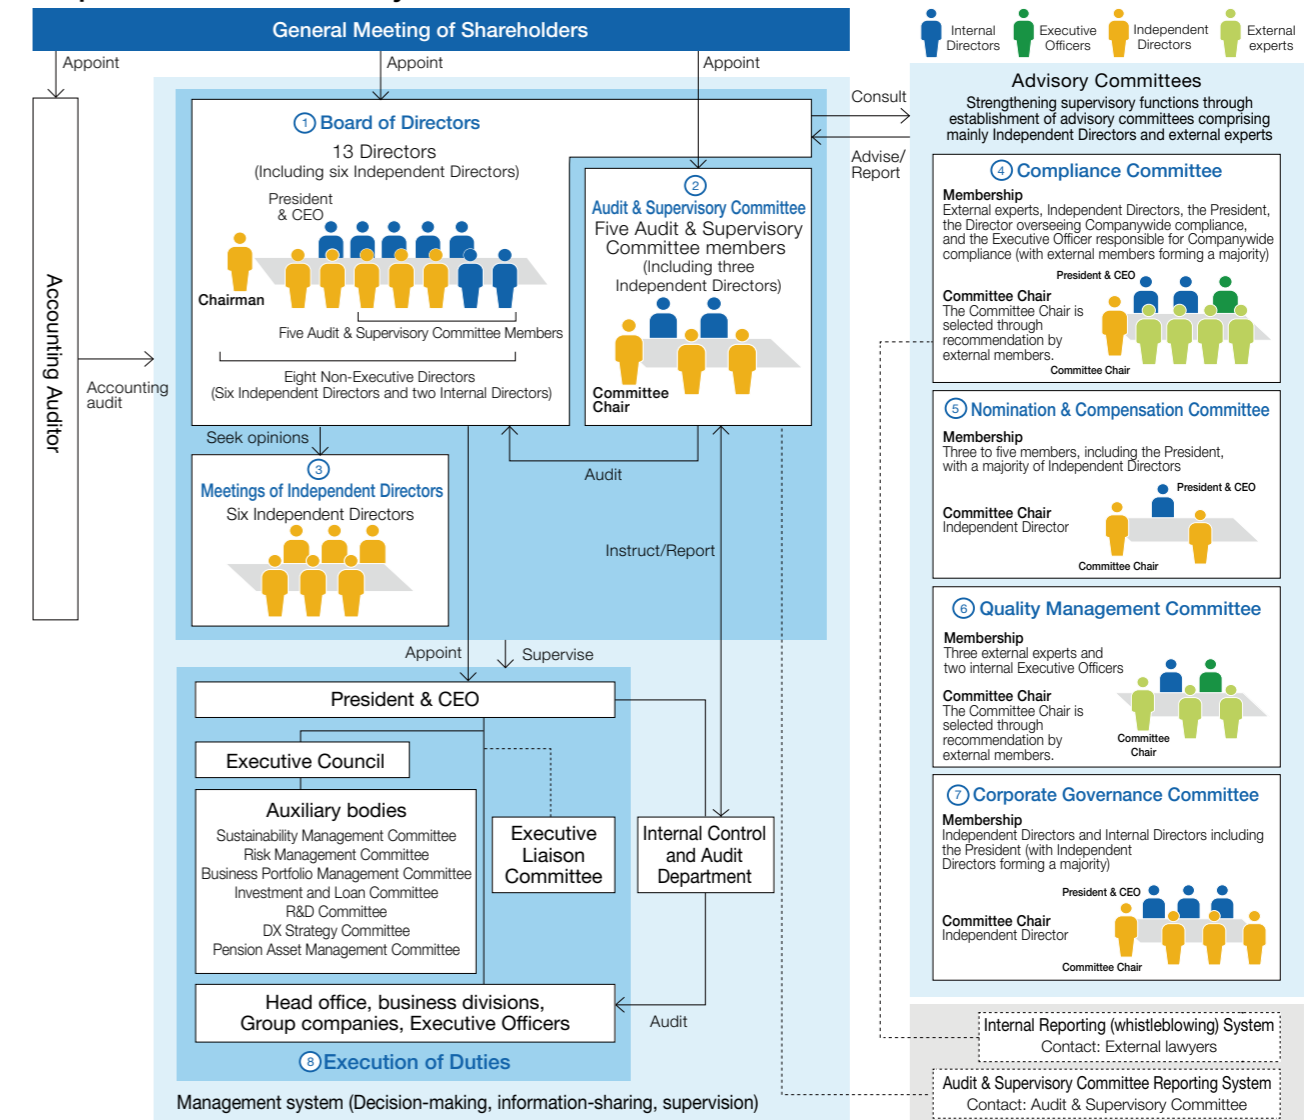 General Meeting of Shareholders
Internal
Directors
Executive
Officers
Independent
Directors
External
experts
Appoint
Appoint
Appoint
Accounting Auditor
Accounting
audit
1 Board of Directors
13 Directors
(Including six Independent Directors)
President
& CEO
Chairman
Five Audit & Supervisory Committee Members
Eight Non-Executive Directors
(Six Independent Directors and two Internal Directors)
2
Audit & Supervisory Committee
Five Audit & Supervisory
Committee members
(Including three
Independent Directors)
Committee
Chair
Consult
Advise/
Report
Seek opinions
3
Meetings of Independent Directors
Six Independent Directors
Audit
Instruct/Report
Appoint
Supervise
President & CEO
Executive Council
Auxiliary bodies
Sustainability Management Committee
Risk Management Committee
Business Portfolio Management Committee
Investment and Loan Committee
R&D Committee
DX Strategy Committee
Pension Asset Management Committee
Executive
Liaison
Committee
Internal Control
and Audit
Department
Head office, business divisions,
Group companies, Executive Officers
Audit
8 Execution of Duties
Management system (Decision-making, information-sharing, supervision)
Advisory Committees
Strengthening supervisory functions through
establishment of advisory committees comprising
mainly Independent Directors and external experts
4 Compliance Committee
Membership
External experts, Independent Directors, the President,
the Director overseeing Companywide compliance,
and the Executive Officer responsible for Companywide
compliance (with external members forming a majority)
President & CEO
Committee Chair
The Committee Chair is
selected through
recommendation by
external members.
Committee Chair
5 Nomination & Compensation Committee
Membership
Three to five members, including the President,
with a majority of Independent Directors
President & CEO
Committee Chair
Independent Director
Committee Chair
6 Quality Management Committee
Membership
Three external experts and
two internal Executive Officers
Committee Chair
The Committee Chair is
selected through
recommendation by
external members.
Committee
Chair
7 Corporate Governance Committee
Membership
Independent Directors and Internal Directors including
the President (with Independent
Directors forming a majority)
President & CEO
Committee Chair
Independent Director
Committee Chair
Internal Reporting (whistleblowing) System
Contact: External lawyers
Audit & Supervisory Committee Reporting System
Contact: Audit & Supervisory Committee